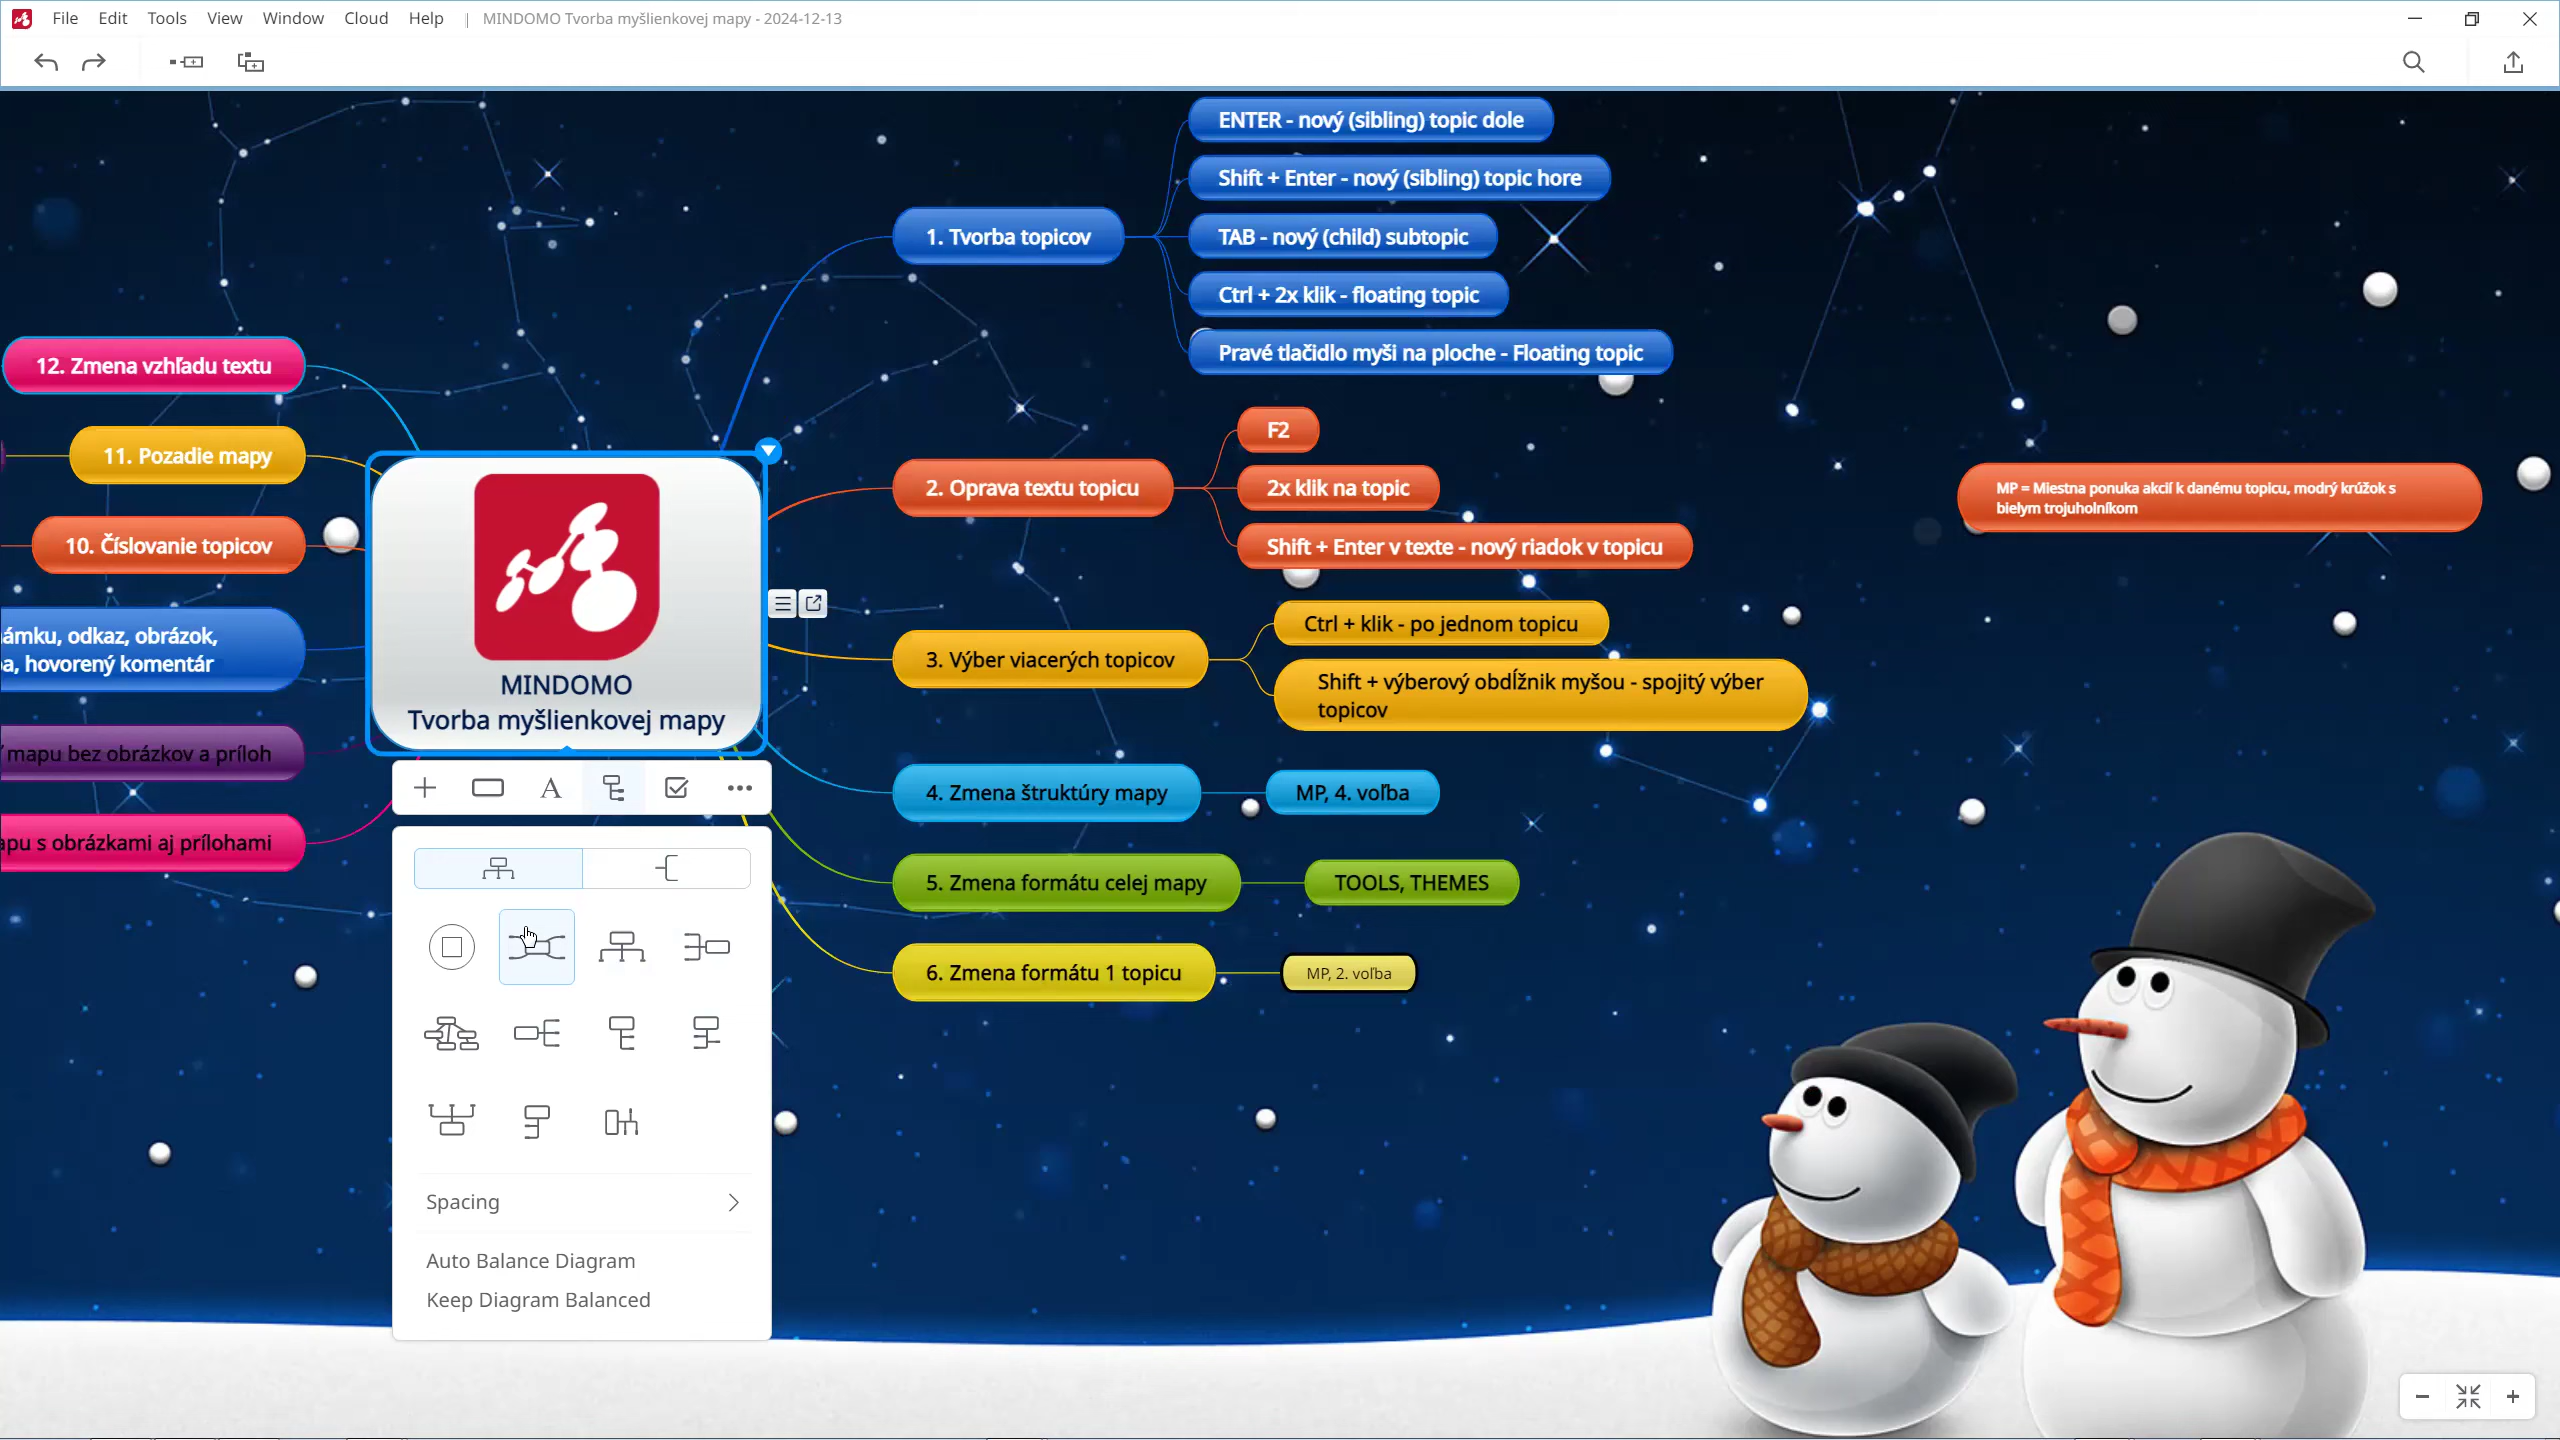 File Edit Tools View Window Cloud Help | MINDOMO Tvorba myšlienkovej mapy - 2024-12-13
ENTER - nový (sibling) topic dole
Shift + Enter - nový (sibling) topic hore
1. Tvorba topicov
TAB - nový (child) subtopic
Ctrl + 2x klik - floating topic
Pravé tlačidlo myši na ploche - Floating topic
12. Zmena vzhľadu textu
11. Pozadie mapy
10. Číslovanie topicov
ámku, odkaz, obrázok,
a, hovorený komentár
mapu bez obrázkov a príloh
apu s obrázkami aj prílohami
MINDOMO
Tvorba myšlienkovej mapy
F2
2. Oprava textu topicu
2x klik na topic
Shift + Enter v texte - nový riadok v topicu
MP = Miestna ponuka akcií k danému topicu, modrý krúžok s
bielym trojuholníkom
Ctrl + klik - po jednom topicu
3. Výber viacerých topicov
Shift + výberový obdĺžnik myšou - spojitý výber
topicov
4. Zmena štruktúry mapy
MP, 4. voľba
5. Zmena formátu celej mapy
TOOLS, THEMES
6. Zmena formátu 1 topicu
MP, 2. voľba
A
Spacing
Auto Balance Diagram
Keep Diagram Balanced